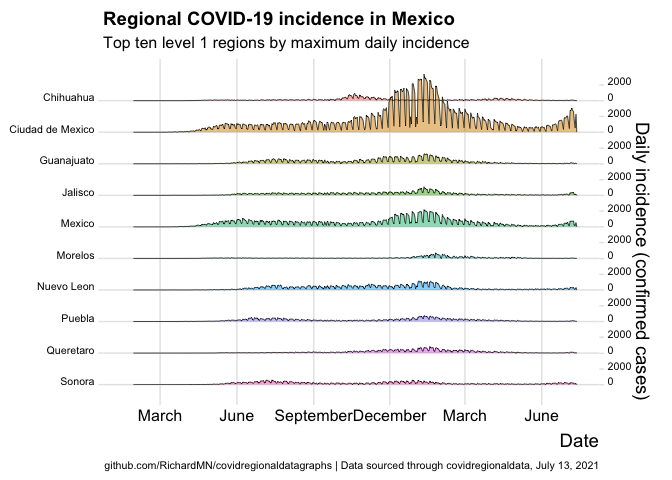 Regional COVID-19 incidence in Mexico
Top ten level 1 regions by maximum daily incidence
Chihuahua
2000
0
Ciudad de Mexico
2000
0
Guanajuato
2000
0
Jalisco
2000
0
Mexico
2000
0
Morelos
2000
0
Nuevo Leon
2000
0
Puebla
2000
0
Queretaro
2000
0
Sonora
2000
0
Daily incidence (confirmed cases)
March June September December March June
Date
github.com/RichardMN/covidregionaldatagraphs | Data sourced through covidregionaldata, July 13, 2021